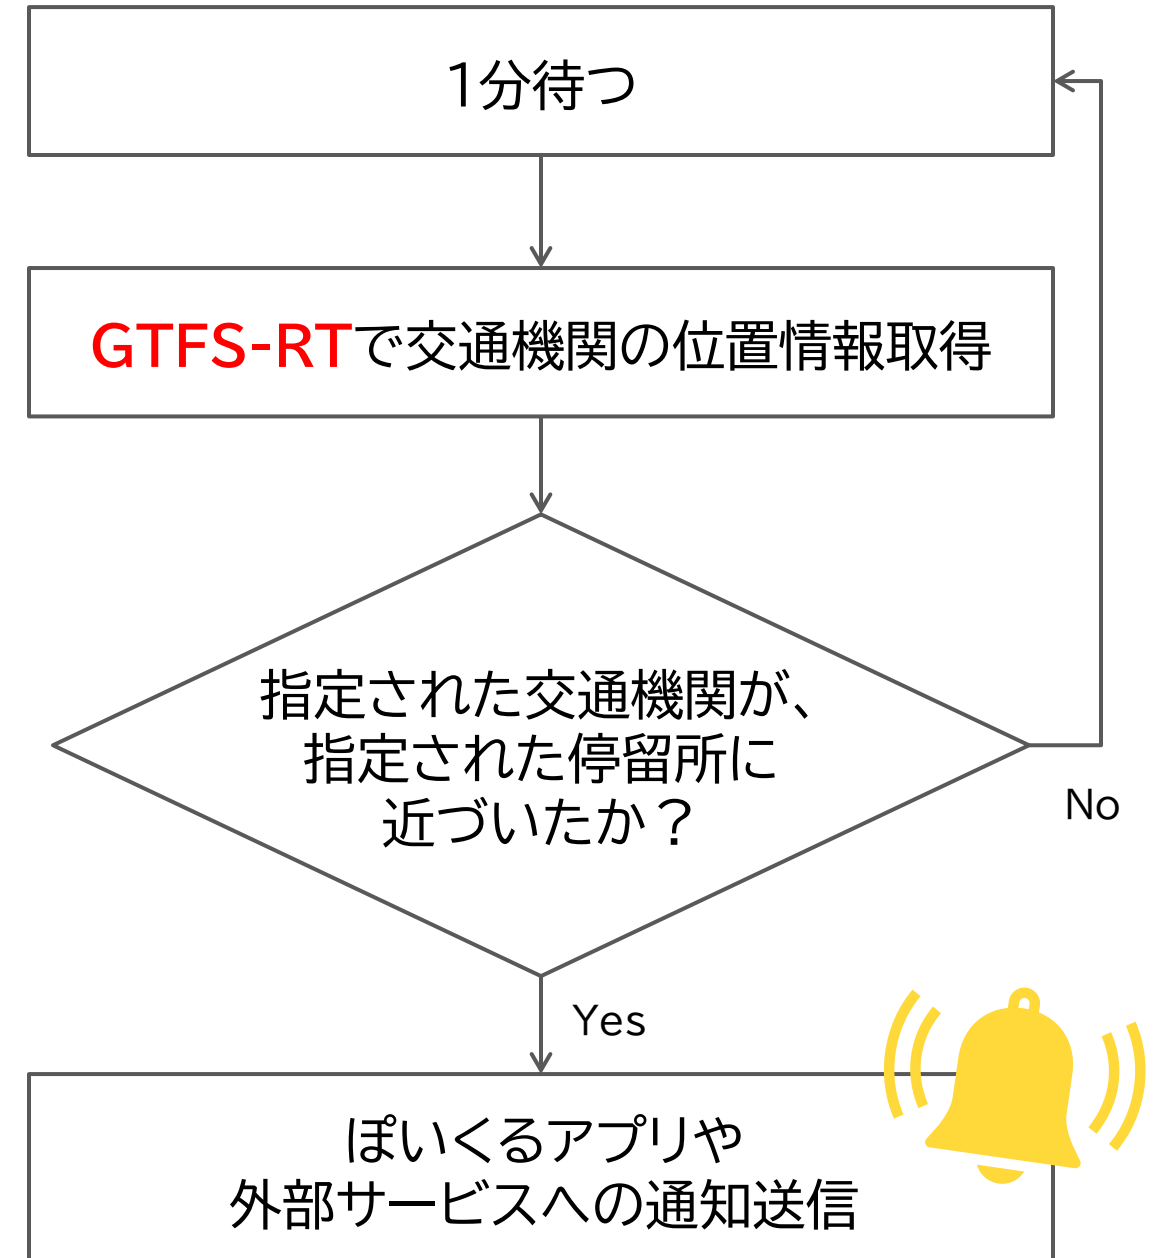 1分待つ
GTFS-RTで交通機関の位置情報取得
指定された交通機関が、
指定された停留所に
近づいたか？
No
Yes
ぽいくるアプリや
外部サービスへの通知送信